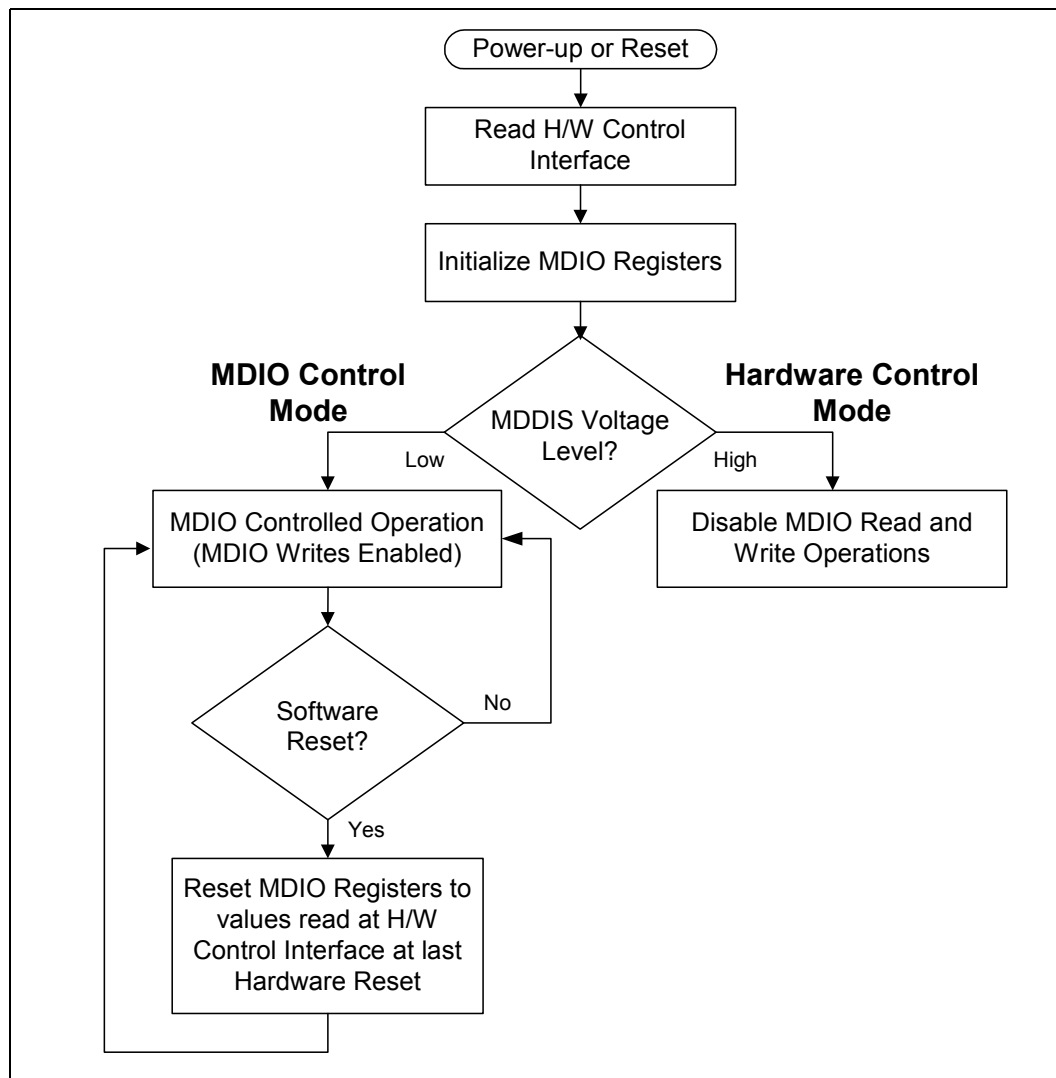 Power-up or Reset
Read H/W Control
Interface
Initialize MDIO Registers
MDIO Control
Mode
Hardware Control
Mode
MDDIS Voltage
Level?
Low
High
MDIO Controlled Operation
(MDIO Writes Enabled)
Disable MDIO Read and
Write Operations
Software
Reset?
No
Yes
Reset MDIO Registers to
values read at H/W
Control Interface at last
Hardware Reset